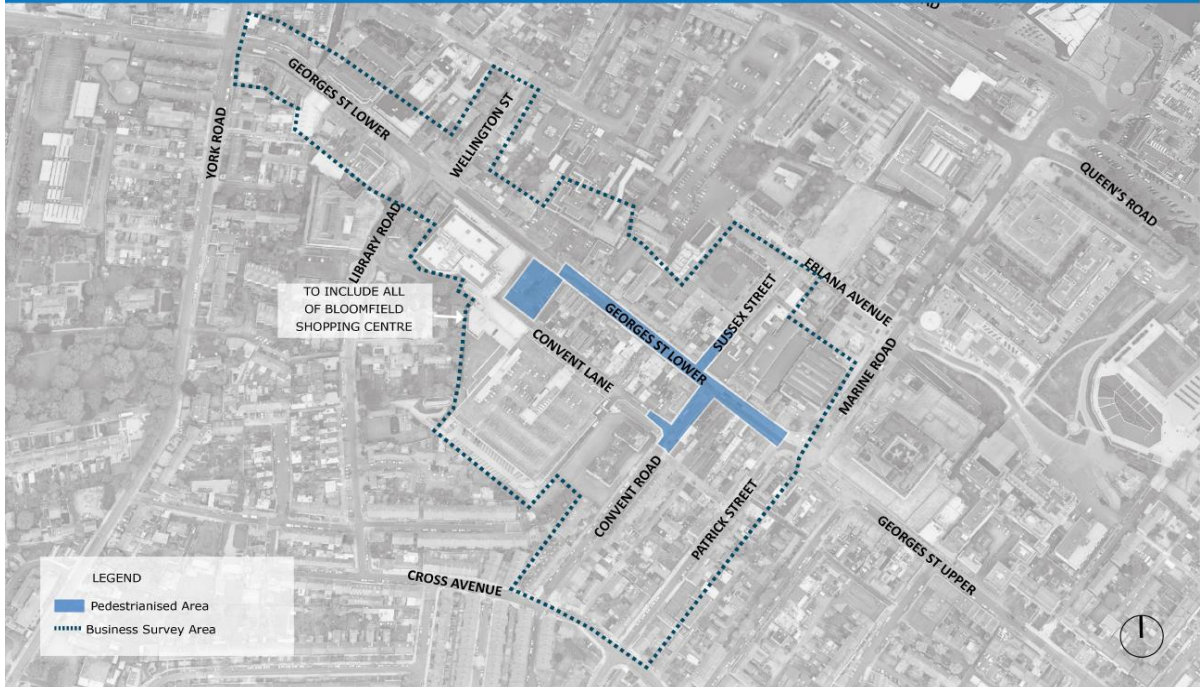 AD
GEORGES ST LOWER
WELLINGTON ST
YORK ROAD
QUEEN'S ROAD
LIBRARY ROAD
EBLANA AVENUE
SUSSEX STREET
TO INCLUDE ALL
OF BLOOMFIELD
SHOPPING CENTRE
GEORGES ST LOWER
CONVENT LANE
MARINE ROAD
CONVENT ROAD
PATRICK STREET
GEORGES ST UPPER
CROSS AVENUE
LEGEND
Pedestrianised Area
Business Survey Area